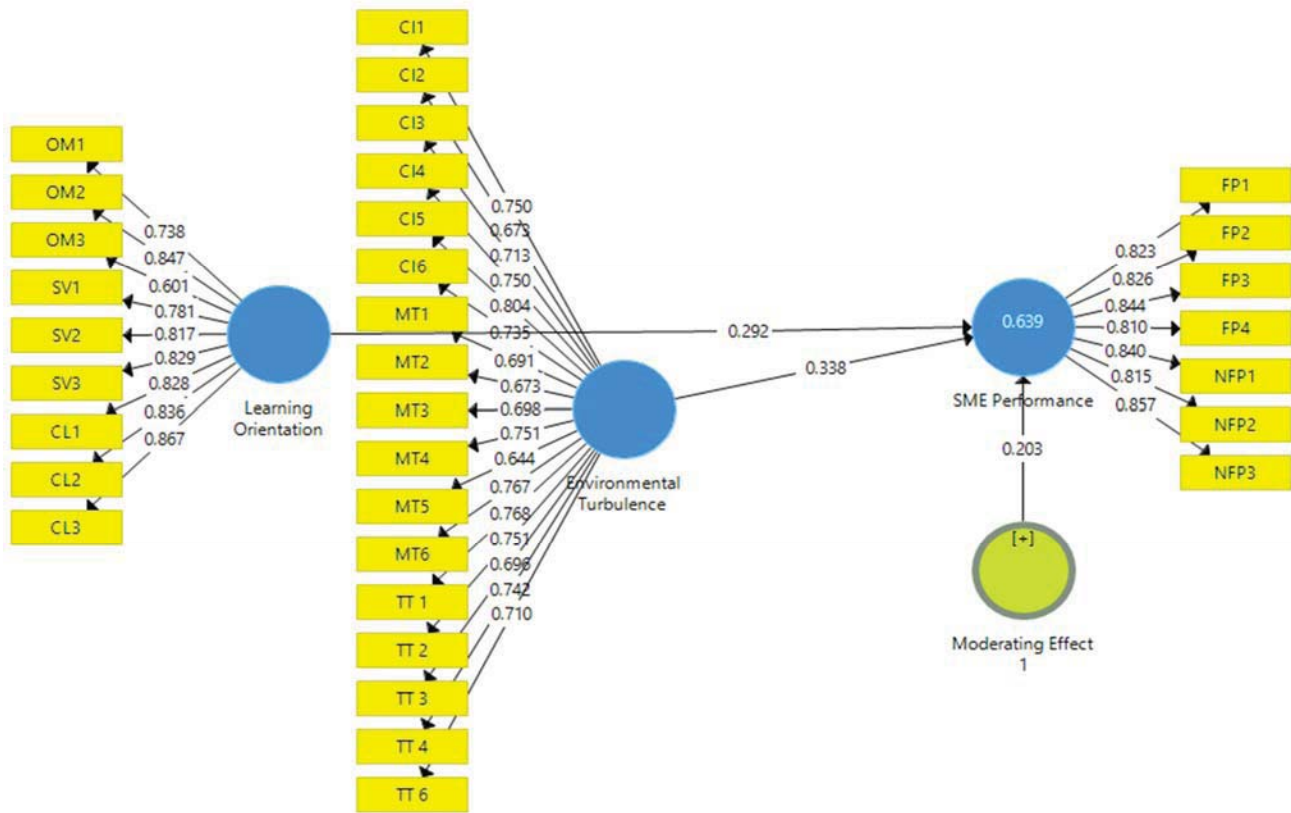 OM1
OM2
OM3
SV1
SV2
SV3
CL1
CL2
CL3
0.738
0.847
0.601
0.781
0.817
0.829
0.828
0.836
0.867
Learning
Orientation
CI1
CI2
CI3
CI4
CI5
CI6
MT1
MT2
MT3
MT4
MT5
MT6
TT 1
TT 2
TT 3
TT 4
TT 6
0.750
0.673
0.713
0.750
0.804
0.735
0.691
0.673
0.698
0.751
0.644
0.767
0.768
0.751
0.696
0.742
0.710
Environmental
Turbulence
0.292
0.338
0.639
SME Performance
0.203
[+]
Moderating Effect
1
0.823
0.826
0.844
0.810
0.840
0.815
0.857
FP1
FP2
FP3
FP4
NFP1
NFP2
NFP3